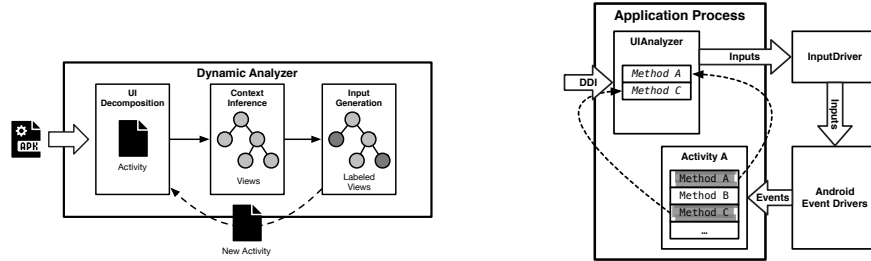 Dynamic Analyzer
UI
Decomposition
Activity
Context
Inference
Views
Input
Generation
Labeled
Views
APK
New Activity
Application Process
UIAnalyzer
Method A
Method C
DDI
Inputs
InputDriver
Inputs
Activity A
Method A
Method B
Method C
...
Events
Android
Event Drivers